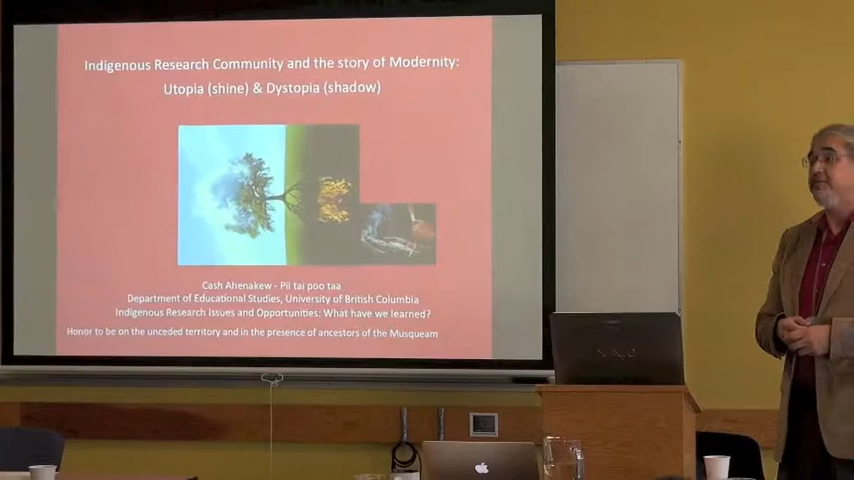 Indigenous Research Community and the story of Modernity:
Utopia (shine) & Dystopia (shadow)
Cash Ahenakew - Pii tai poo taa
Department of Educational Studies, University of British Columbia
Indigenous Research Issues and Opportunities: What have we learned?
Honor to be on the unceded territory and in the presence of ancestors of the Musqueam
VAIO